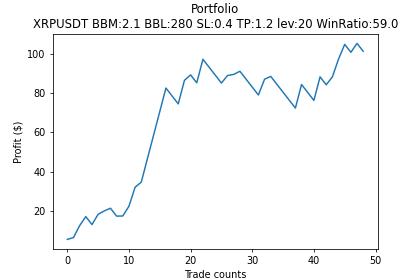 Portfolio
XRPUSDT BBM:2.1 BBL:280 SL:0.4 TP:1.2 lev:20 WinRatio:59.0
Profit ($)
100
80
60
40
20
0
10
20
30
40
50
Trade counts